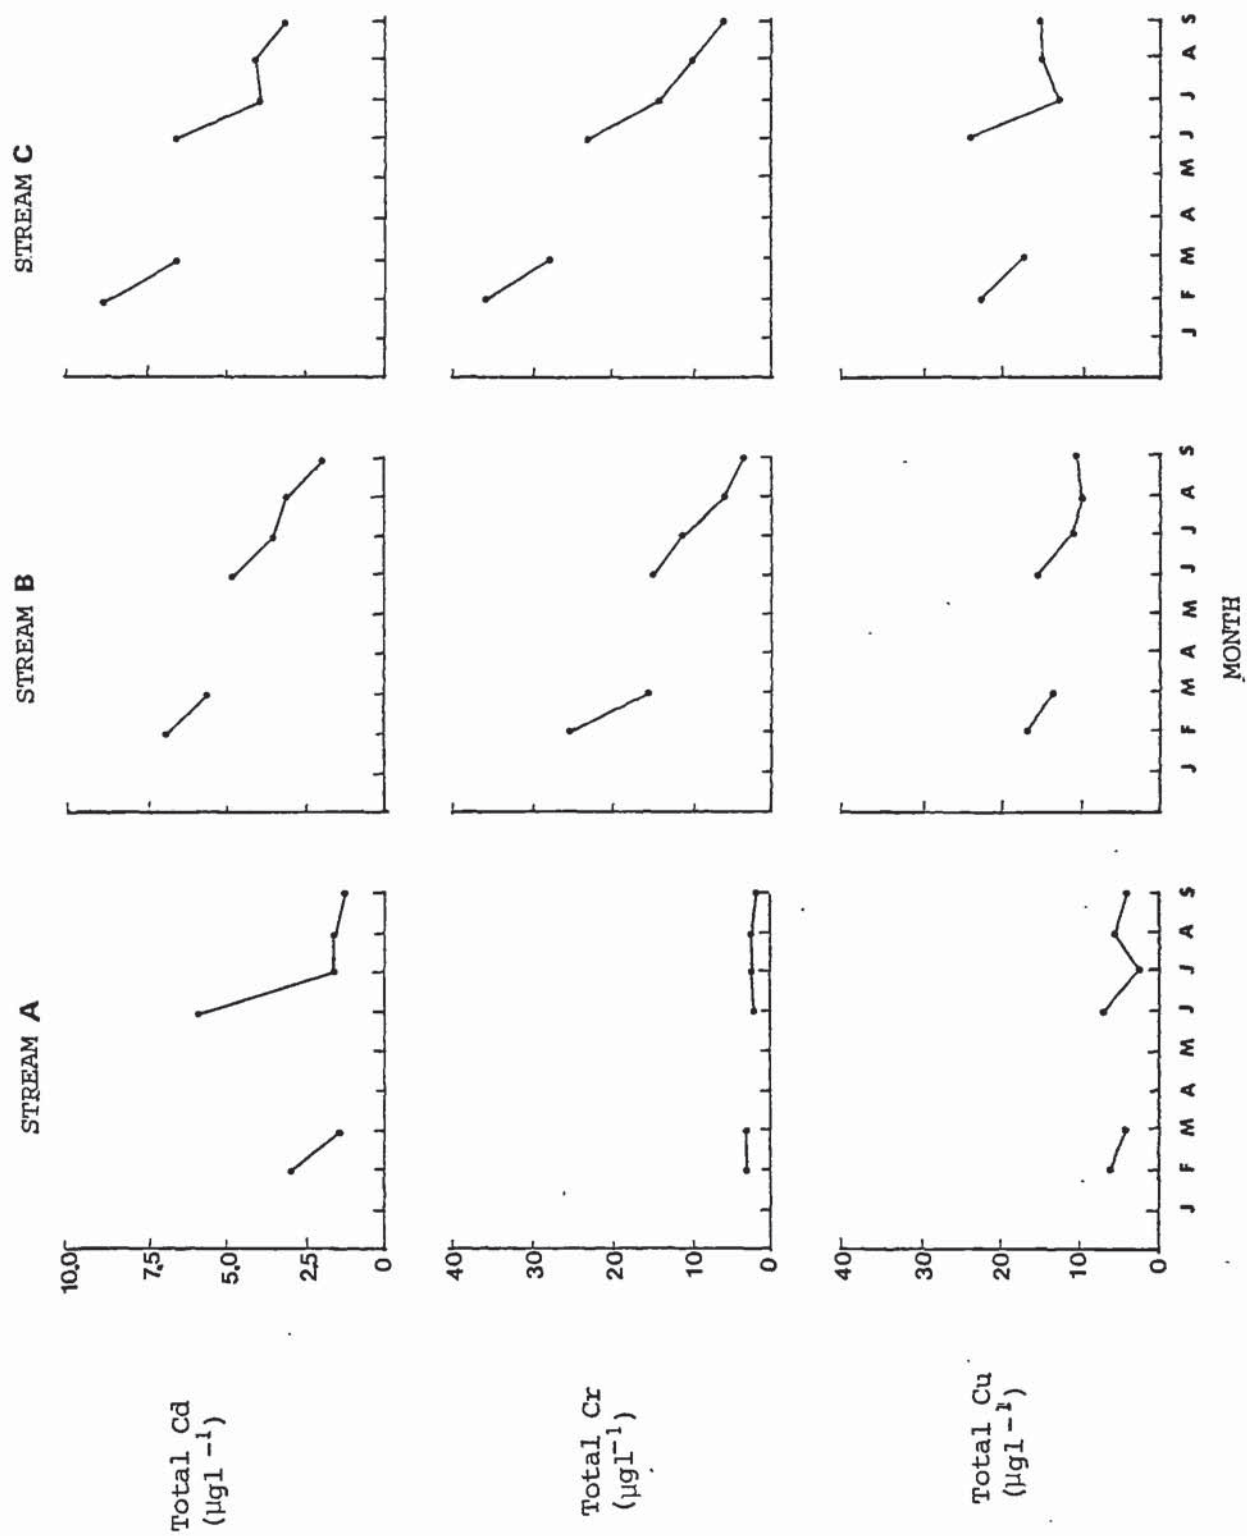 STREAM A STREAM B STREAM C
Total Cd
(μgl -1)
10,0
7,5
5,0
2,5
0
Total Cr
(μgl-1)
40
30
20
10
0
Total Cu
(μgl -1)
40
30
20
10
0
J F M A M J J A S J F M A M J J A S J F M A M J J A S
MONTH